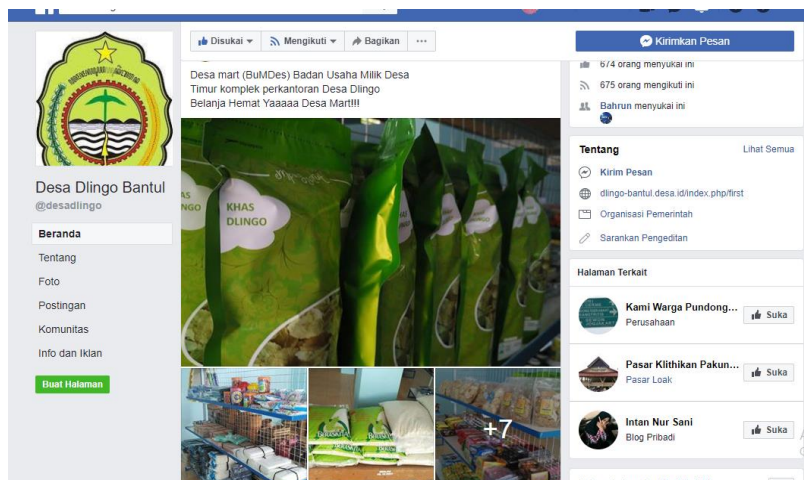 Disukai
Mengikuti
Bagikan
Kirimkan Pesan
Desa Dlingo Bantul
@desadlingo
Beranda
Tentang
Foto
Postingan
Komunitas
Info dan Iklan
Buat Halaman
Desa mart (BuMDes) Badan Usaha Milik Desa
Timur komplek perkantoran Desa Dlingo
Belanja Hemat Yaaaaa Desa Mart!!!
KHAS
DLINGO
+7
674 orang menyukai ini
675 orang mengikuti ini
Bahrun menyukai ini
Tentang Lihat Semua
Kirim Pesan
dlingo-bantul.desa.id/index.php/first
Organisasi Pemerintah
Sarankan Pengeditan
Halaman Terkait
Kami Warga Pundong...
Perusahaan
Suka
Pasar Klithikan Pakun...
Pasar Loak
Suka
Intan Nur Sani
Blog Pribadi
Suka